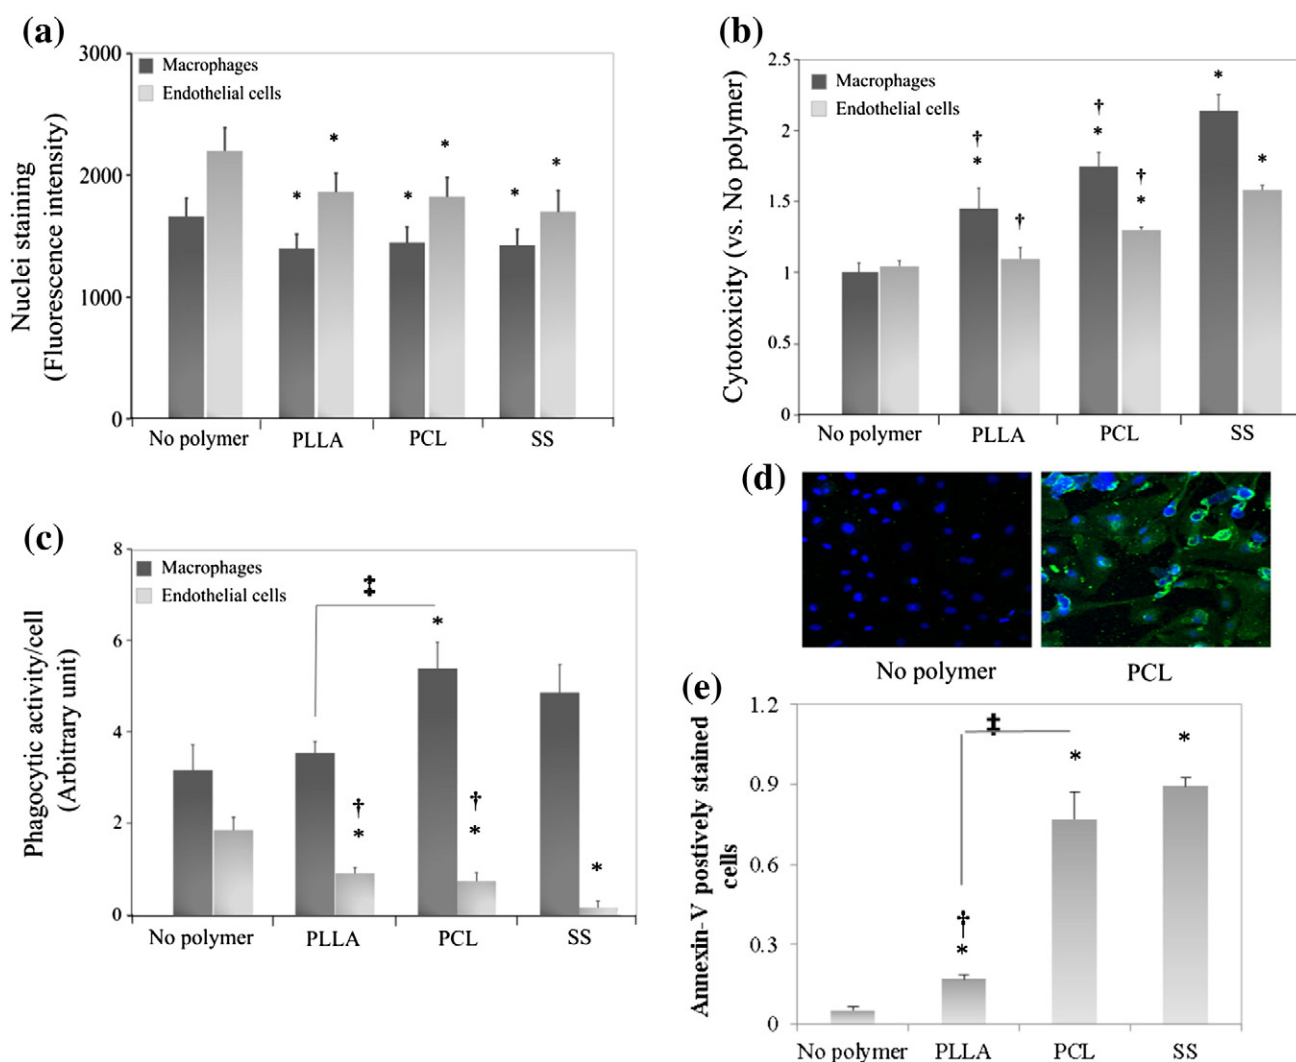 (a)
3000
2000
1000
0
Nuclei staining
(Fluorescence intensity)
Macrophages
Endothelial cells
* * * * * *
No polymer PLLA PCL SS
(b)
2.5
2
1.5
1
0.5
0
Cytotoxicity (vs. No polymer)
Macrophages
Endothelial cells
† * † † * † * * *
No polymer PLLA PCL SS
(c)
8
6
4
2
0
Phagocytic activity/cell
(Arbitrary unit)
Macrophages
Endothelial cells
‡
† * * † * *
No polymer PLLA PCL SS
(d)
No polymer PCL
(e)
1.2
0.9
0.6
0.3
0
Annexin-V postively stained
cells
‡
† * * *
No polymer PLLA PCL SS